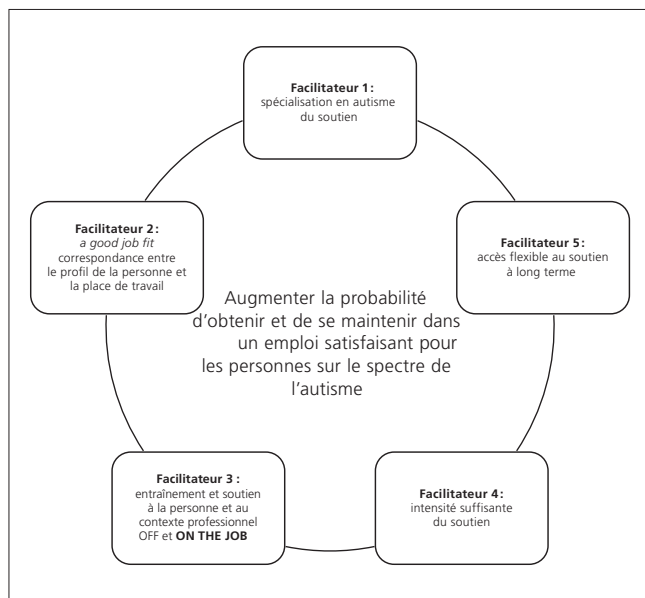 Facilitateur 1 :
spécialisation en autisme
du soutien
Facilitateur 2 :
a good job fit
correspondance entre
le profil de la personne et
la place de travail
Facilitateur 5 :
accès flexible au soutien
à long terme
Augmenter la probabilité
d'obtenir et de se maintenir dans
un emploi satisfaisant pour
les personnes sur le spectre de
l'autisme
Facilitateur 3 :
entraînement et soutien
à la personne et au
contexte professionnel
OFF et ON THE JOB
Facilitateur 4 :
intensité suffisante
du soutien